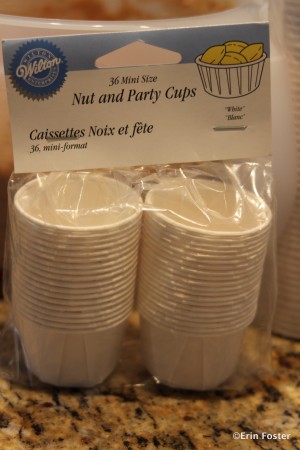 Wilton
36 Mini Size
Nut and Party Cups
"White"
"Blanc"
Caissettes Noix et fête
36, mini-format
©Erin Foster